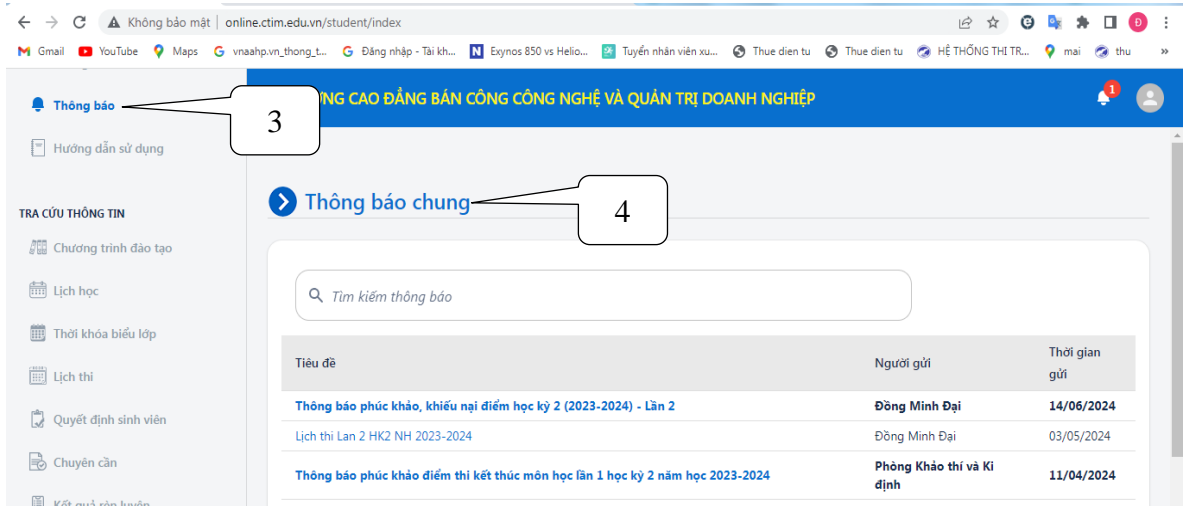 Không bảo mật | online.ctim.edu.vn/student/index
Đ
Gmail YouTube Maps vnaahp.vn_thong_t... Đăng nhập - Tài kh... Exynos 850 vs Helio... Tuyển nhân viên xu... Thue dien tu Thue dien tu HỆ THỐNG THI TR... mai thu »
Thông báo
3
CAO ĐẲNG BÁN CÔNG CÔNG NGHỆ VÀ QUẢN TRỊ DOANH NGHIỆP
1
Hướng dẫn sử dụng
Thông báo chung
4
TRA CỨU THÔNG TIN
Chương trình đào tạo
Lịch học
Thời khóa biểu lớp
Lịch thi
Quyết định sinh viên
Chuyên cần
Kết quả rèn luyện
Tìm kiếm thông báo
Tiêu đề Người gửi Thời gian
gửi
Thông báo phúc khảo, khiếu nại điểm học kỳ 2 (2023-2024) - Lần 2 Đồng Minh Đại 14/06/2024
Lịch thi Lan 2 HK2 NH 2023-2024 Đồng Minh Đại 03/05/2024
Thông báo phúc khảo điểm thi kết thúc môn học lần 1 học kỳ 2 năm học 2023-2024 Phòng Khảo thí và Ki 11/04/2024
định